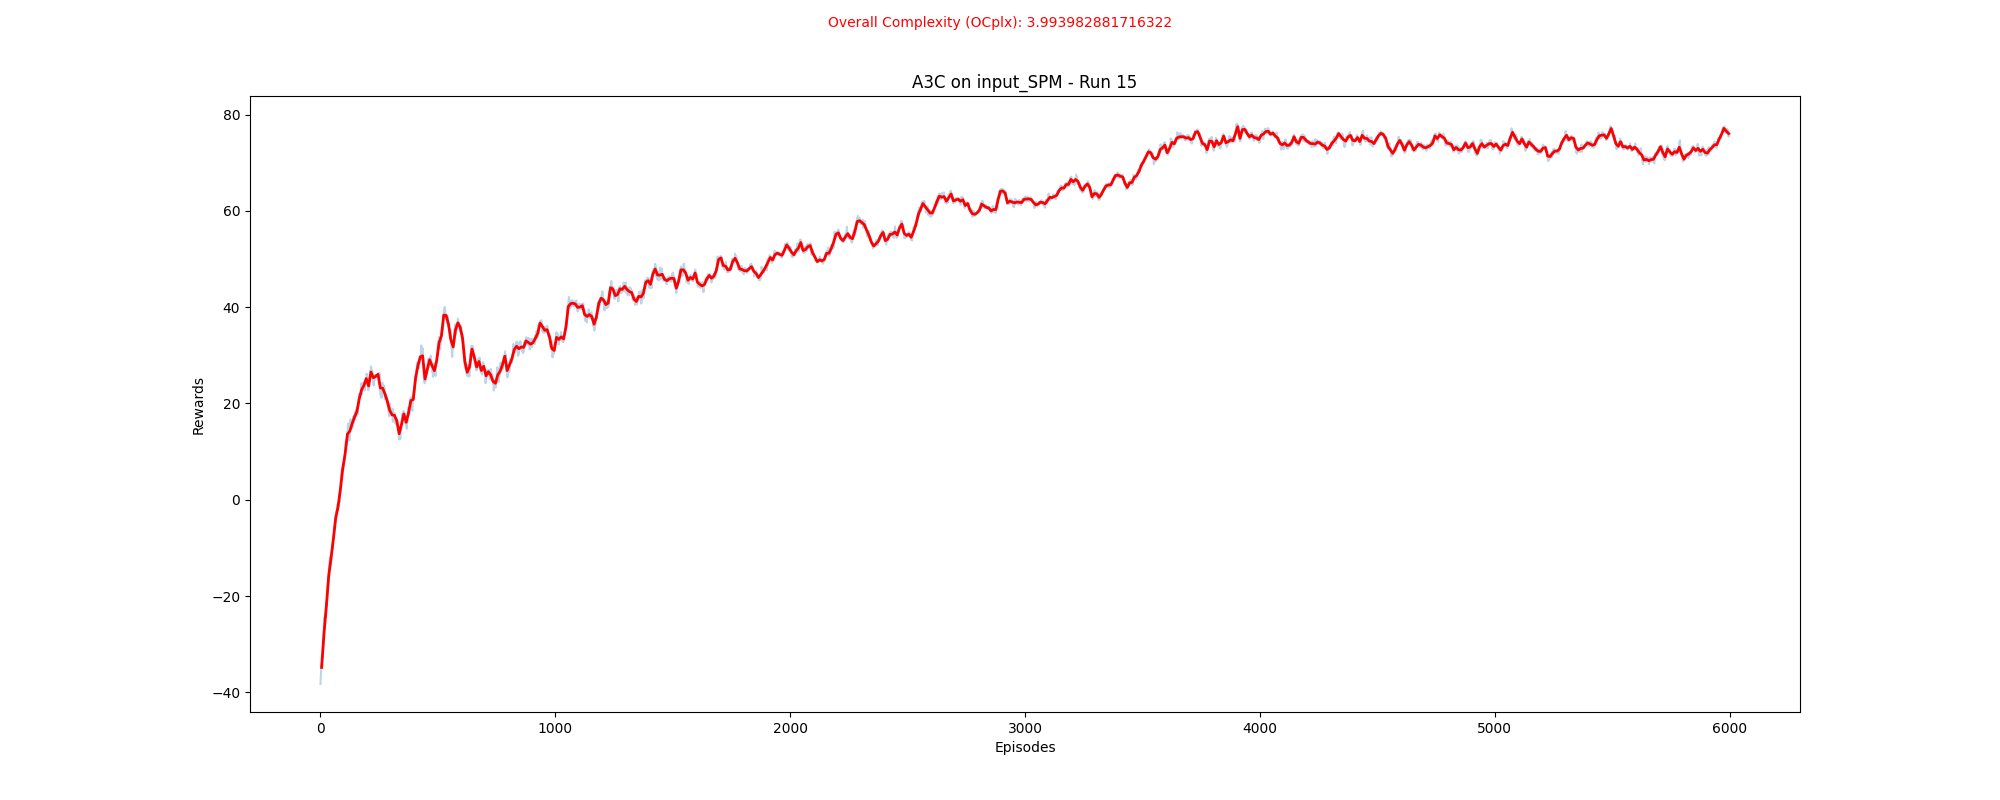 Overall Complexity (OCplx): 3.993982881716322
A3C on input_SPM - Run 15
80
60
40
20
0
−20
−40
Rewards
0 1000 2000 3000 4000 5000 6000
Episodes